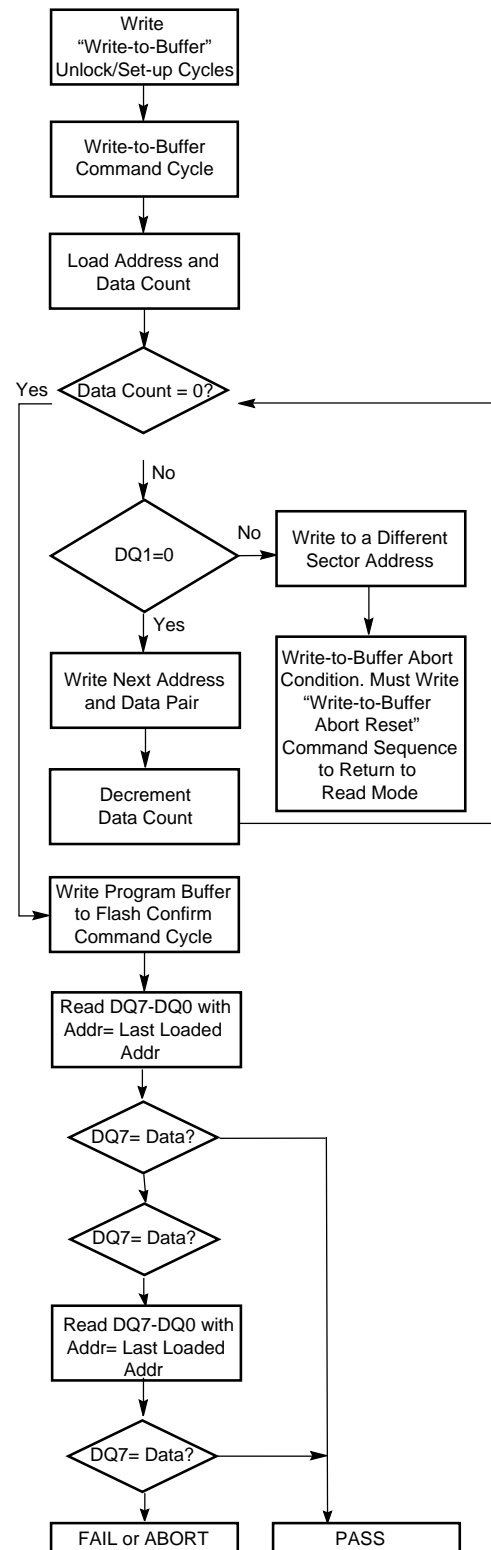 Write
“Write-to-Buffer”
Unlock/Set-up Cycles
Write-to-Buffer
Command Cycle
Load Address and
Data Count
Yes
Data Count = 0?
No
DQ1=0
No
Write to a Different
Sector Address
Yes
Write Next Address
and Data Pair
Write-to-Buffer Abort
Condition. Must Write
“Write-to-Buffer
Abort Reset”
Command Sequence
to Return to
Read Mode
Decrement
Data Count
Write Program Buffer
to Flash Confirm
Command Cycle
Read DQ7-DQ0 with
Addr= Last Loaded
Addr
DQ7= Data?
DQ7= Data?
Read DQ7-DQ0 with
Addr= Last Loaded
Addr
DQ7= Data?
FAIL or ABORT
PASS